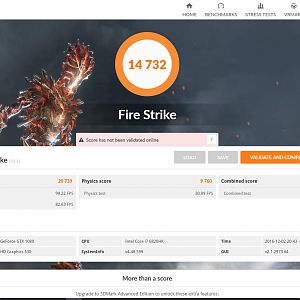 HOME BENCHMARKS STRESS TESTS VRMARK
14 732
Fire Strike
Score has not been validated online
LOAD SAVE VALIDATE AND COMP
Physics score Combined score
20 739 9 760
99.22 FPS Physics test 30.99 FPS Combined test
82.63 FPS
GeForce GTX 1080 CPU Intel Core i7 6820HK Time 2016-12-02 20:43
HD Graphics 530 SystemInfo v4.48.599 GUI v2.1.2973 64
More than a score
Upgrade to 3DMark Advanced Edition to unlock these extra features: